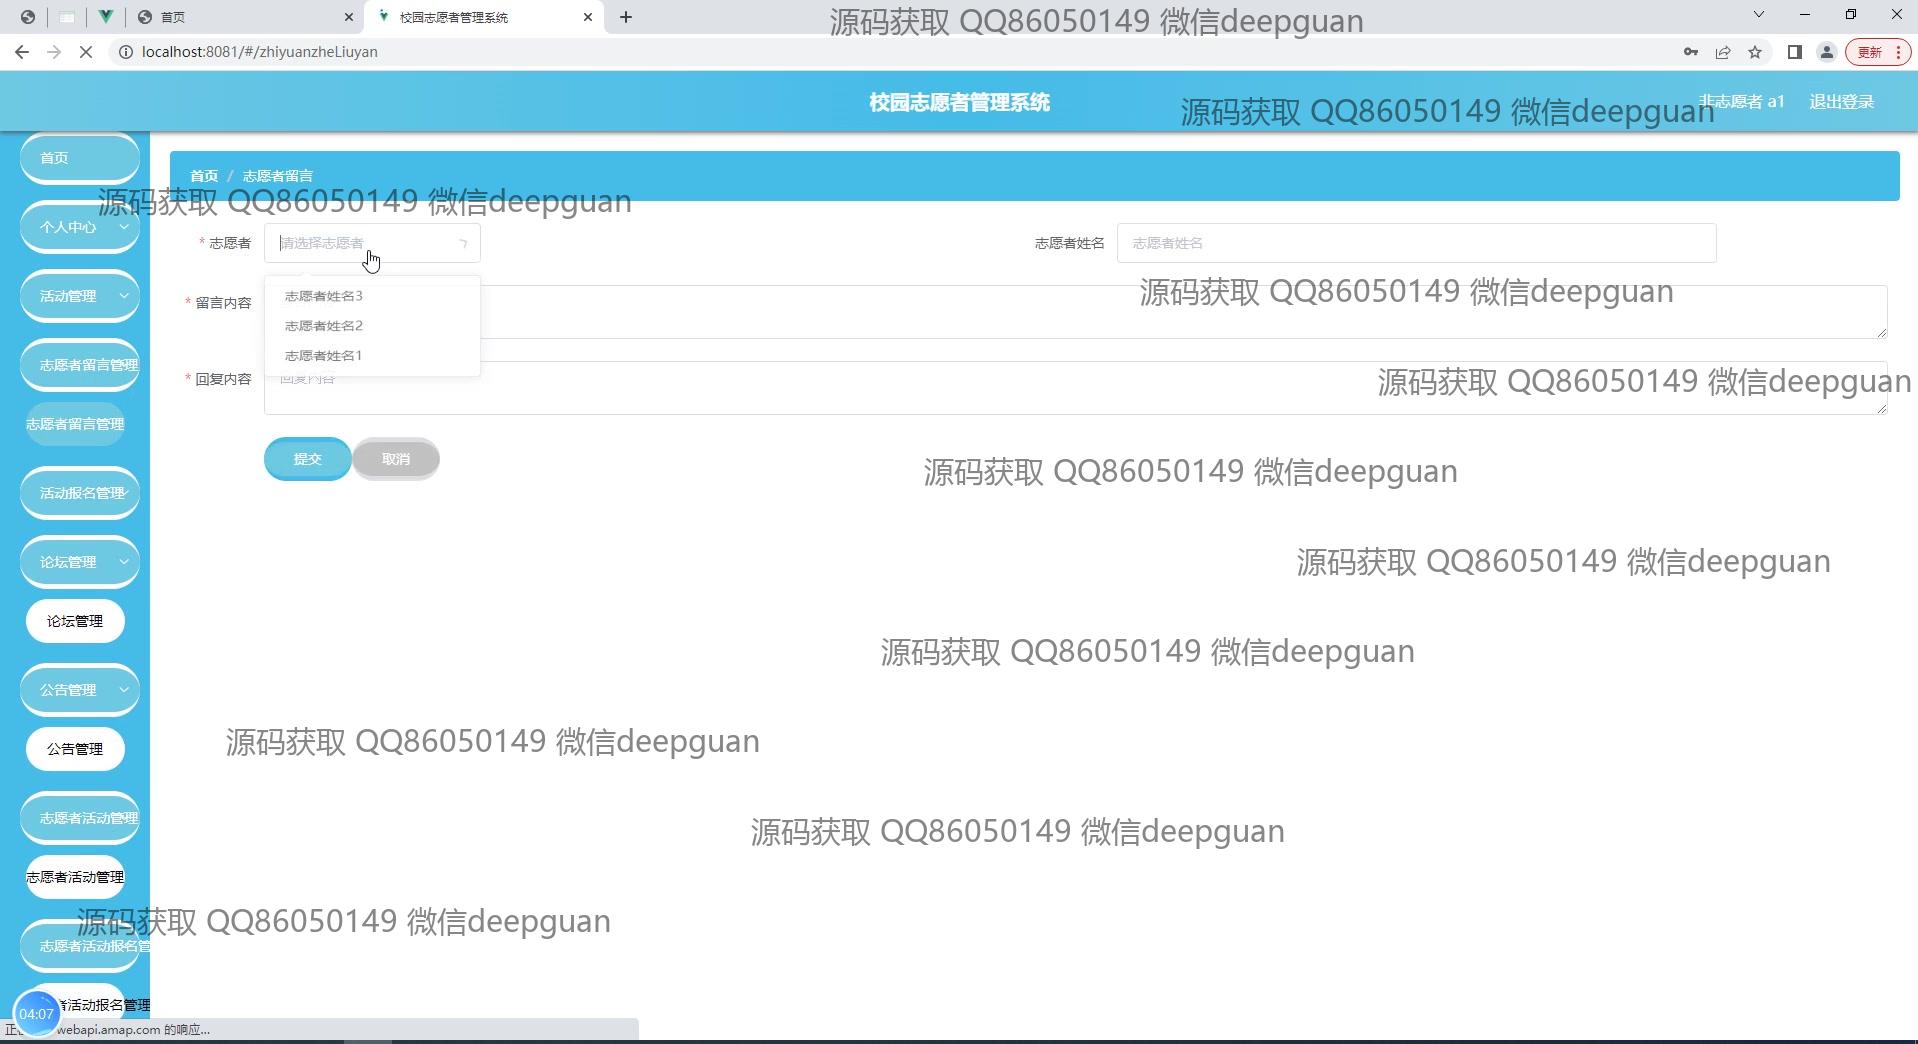 首页
校园志愿者管理系统
源码获取 QQ86050149 微信deepguan
localhost:8081/#/zhiyuanzheLiuyan
更新
校园志愿者管理系统
源码获取 QQ86050149 微信deepguan
非志愿者 a1
退出登录
首页
首页 / 志愿者留言
源码获取 QQ86050149 微信deepguan
个人中心
* 志愿者
请选择志愿者
志愿者姓名
志愿者姓名
活动管理
* 留言内容
志愿者姓名3
志愿者姓名2
志愿者姓名1
源码获取 QQ86050149 微信deepguan
志愿者留言管理
* 回复内容
回复内容
源码获取 QQ86050149 微信deepguan
志愿者留言管理
提交
取消
源码获取 QQ86050149 微信deepguan
活动报名管理
论坛管理
源码获取 QQ86050149 微信deepguan
论坛管理
源码获取 QQ86050149 微信deepguan
公告管理
公告管理
源码获取 QQ86050149 微信deepguan
志愿者活动管理
源码获取 QQ86050149 微信deepguan
志愿者活动管理
源码获取 QQ86050149 微信deepguan
志愿者活动报名管
者活动报名管理
04:07
webapi.amap.com 的响应...